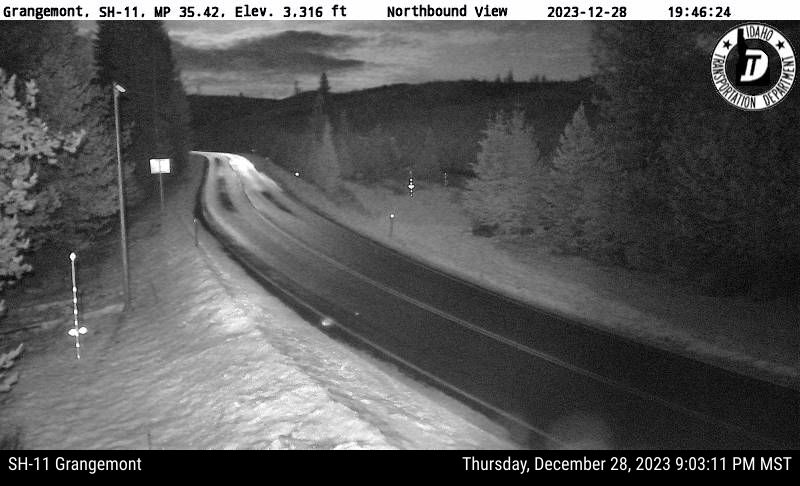 Grangemont, SH-11, MP 35.42, Elev. 3,316 ft Northbound View 2023-12-28 19:46:24
IDAHO
TRANSPORTATION DEPARTMENT
SH-11 Grangemont Thursday, December 28, 2023 9:03:11 PM MST